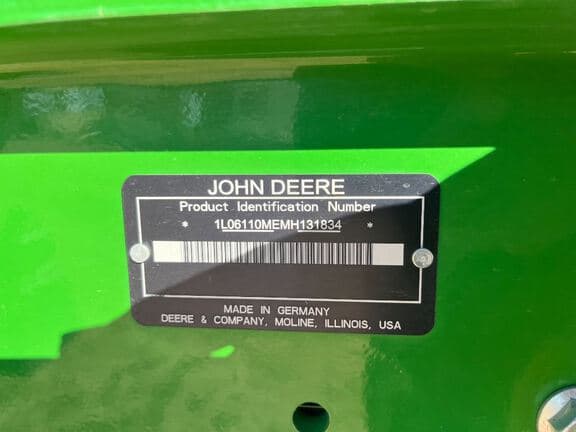 JOHN DEERE
Product Identification Number
* 1L06110MEMH131834 *
MADE IN GERMANY
DEERE & COMPANY, MOLINE, ILLINOIS, USA